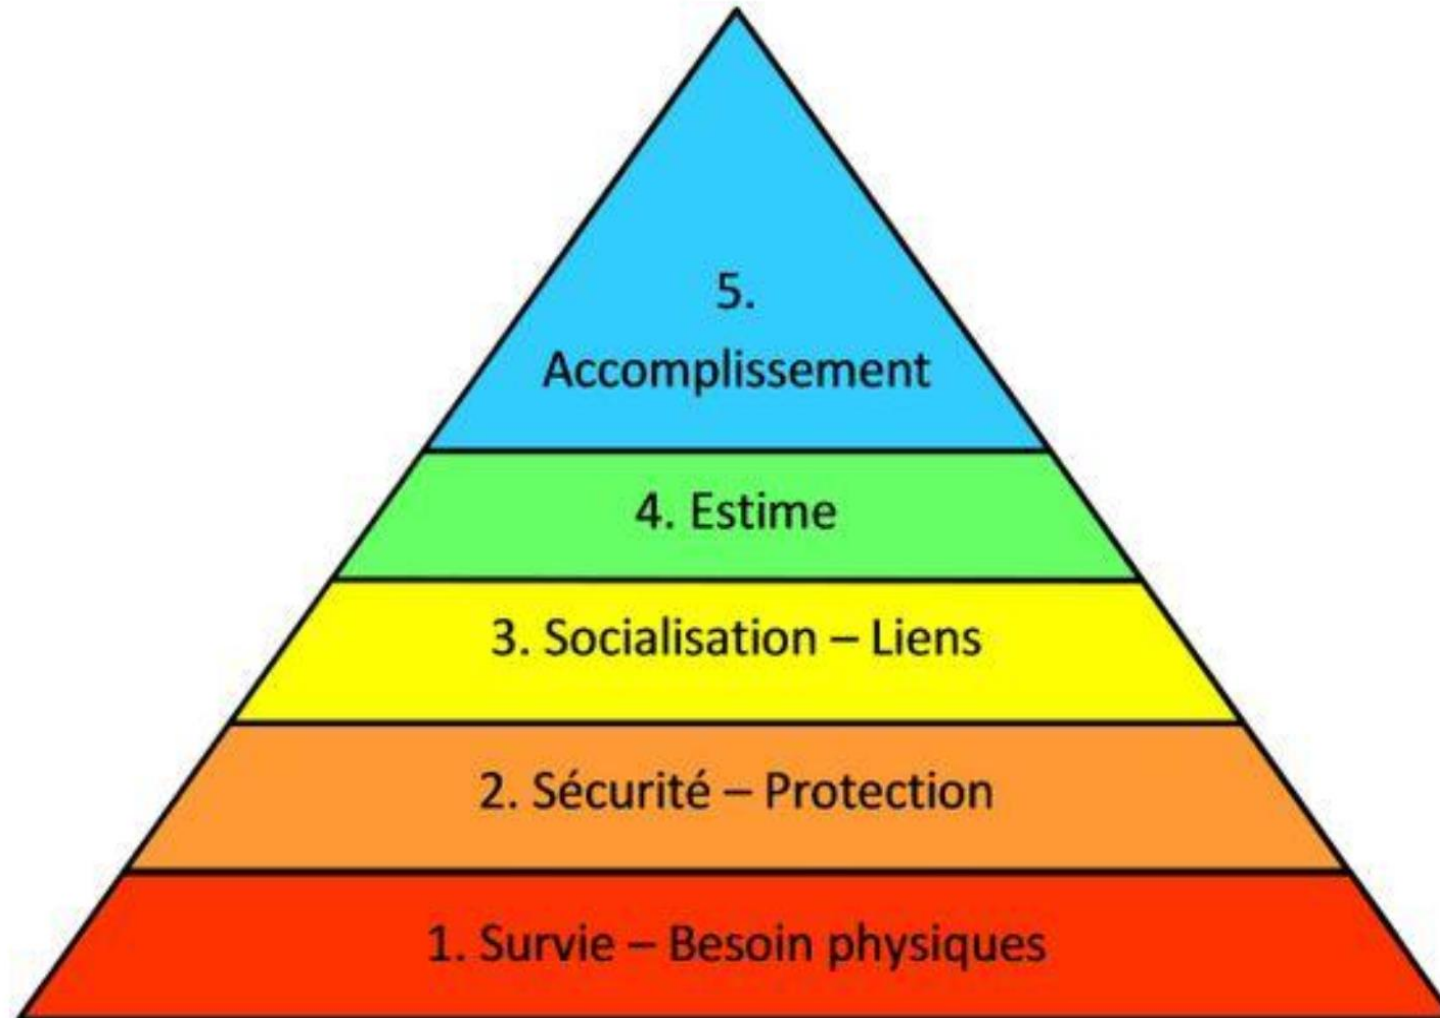 5.
Accomplissement
4. Estime
3. Socialisation – Liens
2. Sécurité – Protection
1. Survie – Besoin physiques